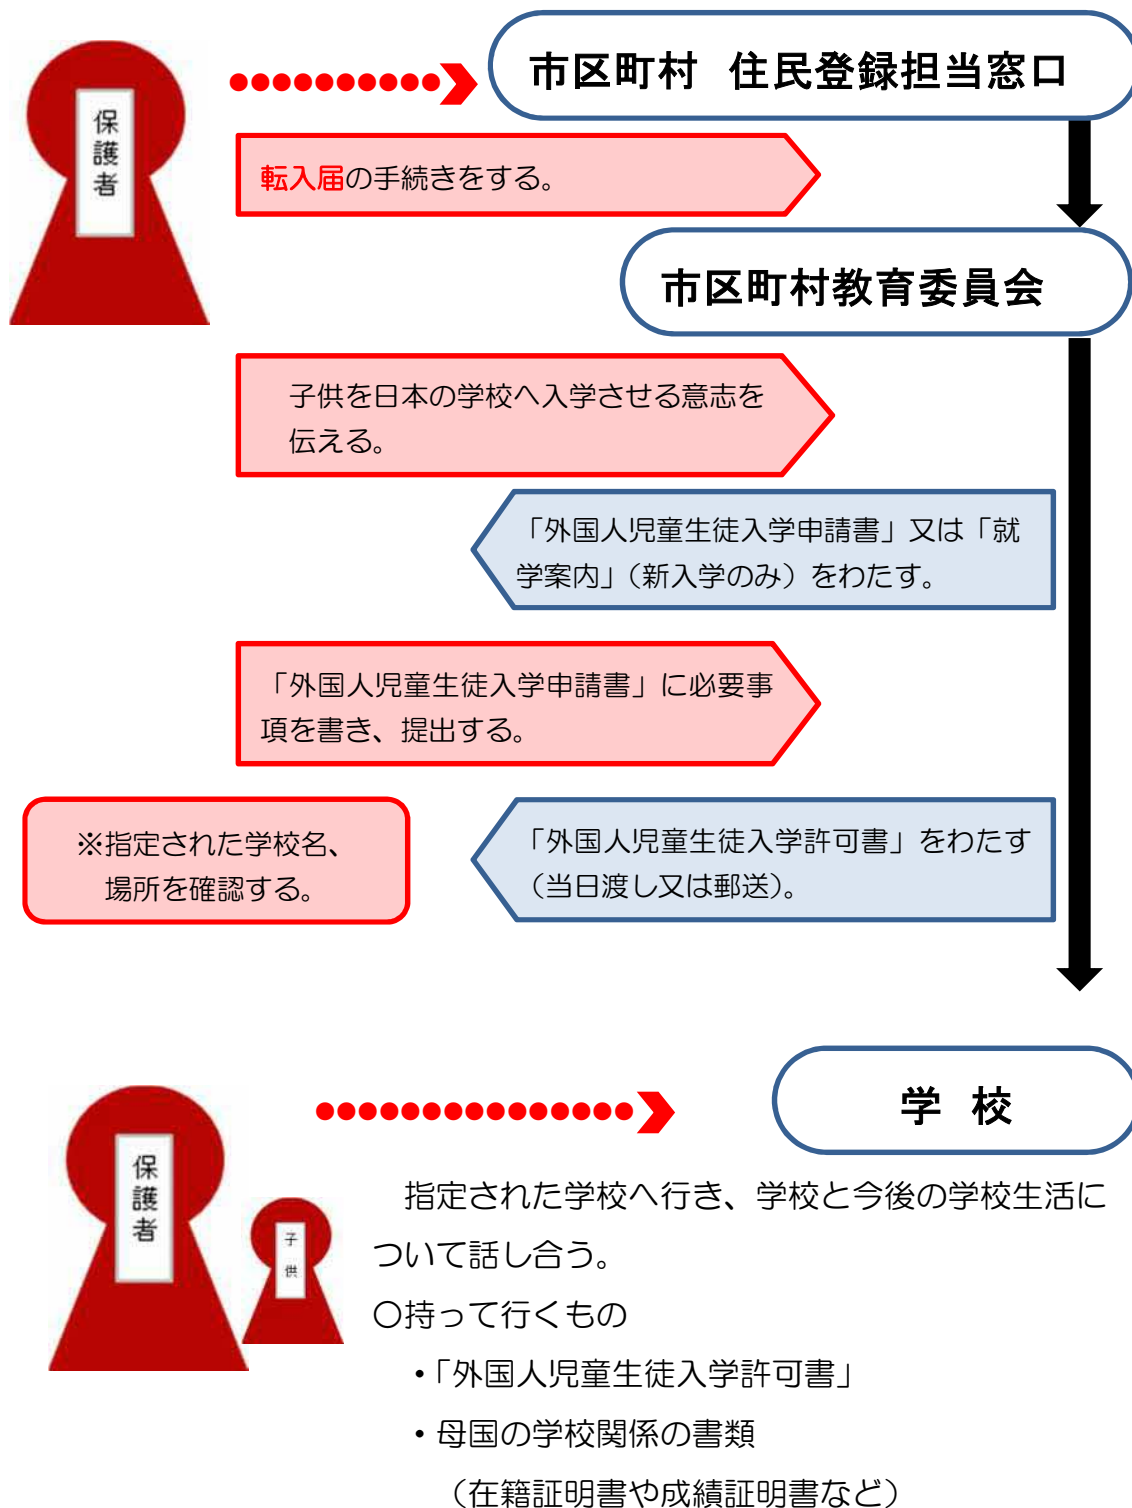 保護者
市区町村 住民登録担当窓口
転入届の手続きをする。
市区町村教育委員会
子供を日本の学校へ入学させる意志を
伝える。
「外国人児童生徒入学申請書」又は「就
学案内」（新入学のみ）をわたす。
「外国人児童生徒入学申請書」に必要事
項を書き、提出する。
※指定された学校名、
場所を確認する。
「外国人児童生徒入学許可書」をわたす
（当日渡し又は郵送）。
保護者
子供
学 校
指定された学校へ行き、学校と今後の学校生活に
ついて話し合う。
〇持って行くもの
・「外国人児童生徒入学許可書」
・母国の学校関係の書類
（在籍証明書や成績証明書など）